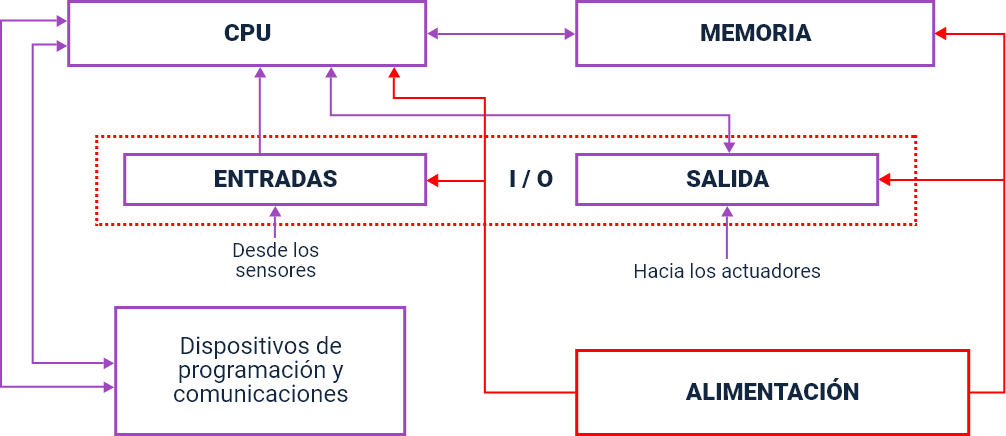 CPU
MEMORIA
ENTRADAS
I / O
SALIDA
Desde los
sensores
Hacia los actuadores
Dispositivos de
programación y
comunicaciones
ALIMENTACIÓN